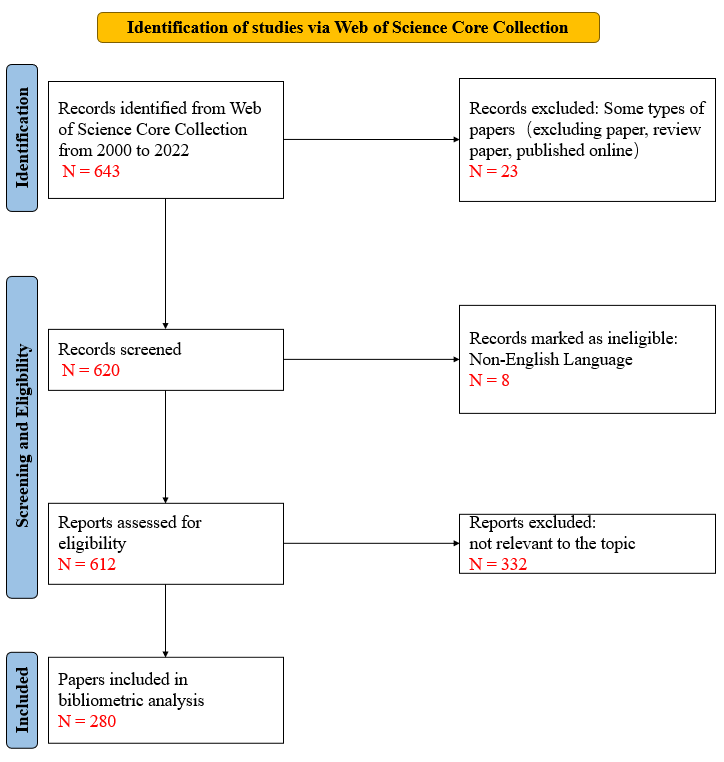 Identification of studies via Web of Science Core Collection
Identification
Records identified from Web
of Science Core Collection
from 2000 to 2022
N = 643
Records excluded: Some types of
papers（excluding paper, review
paper, published online）
N = 23
Screening and Eligibility
Records screened
N = 620
Records marked as ineligible:
Non-English Language
N = 8
Reports assessed for
eligibility
N = 612
Reports excluded:
not relevant to the topic
N = 332
Included
Papers included in
bibliometric analysis
N = 280